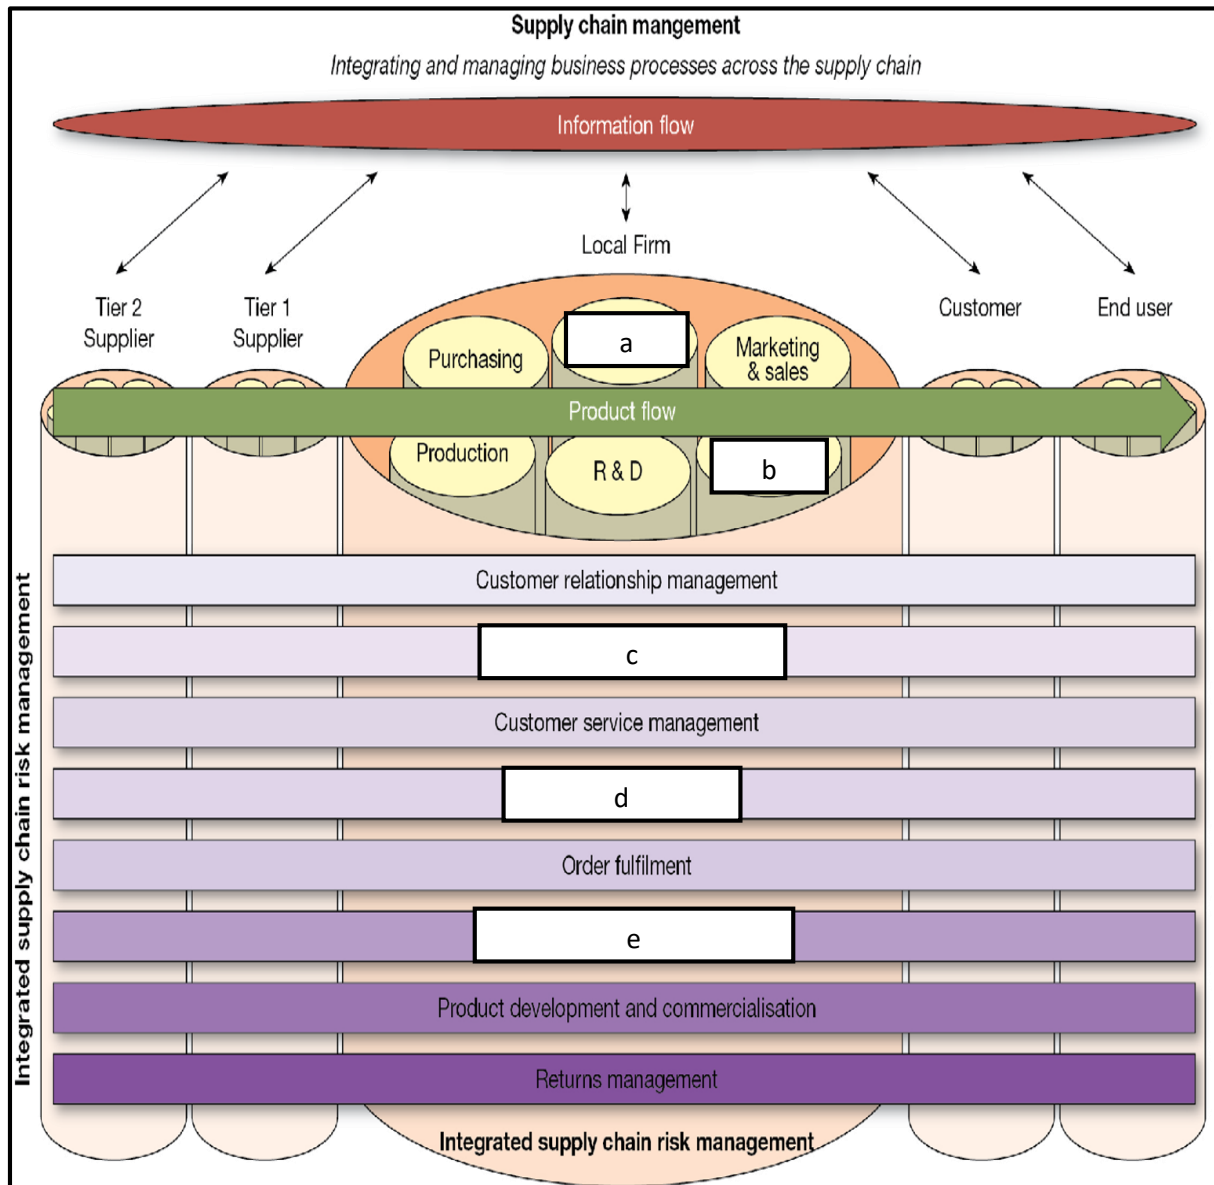 Supply chain mangement
Integrating and managing business processes across the supply chain
Information flow
Local Firm
Tier 2
Supplier
Tier 1
Supplier
Customer
End user
Purchasing
a
Marketing
& sales
Product flow
Production
R & D
b
Customer relationship management
c
Customer service management
d
Order fulfilment
e
Product development and commercialisation
Returns management
Integrated supply chain risk management
Integrated supply chain risk management